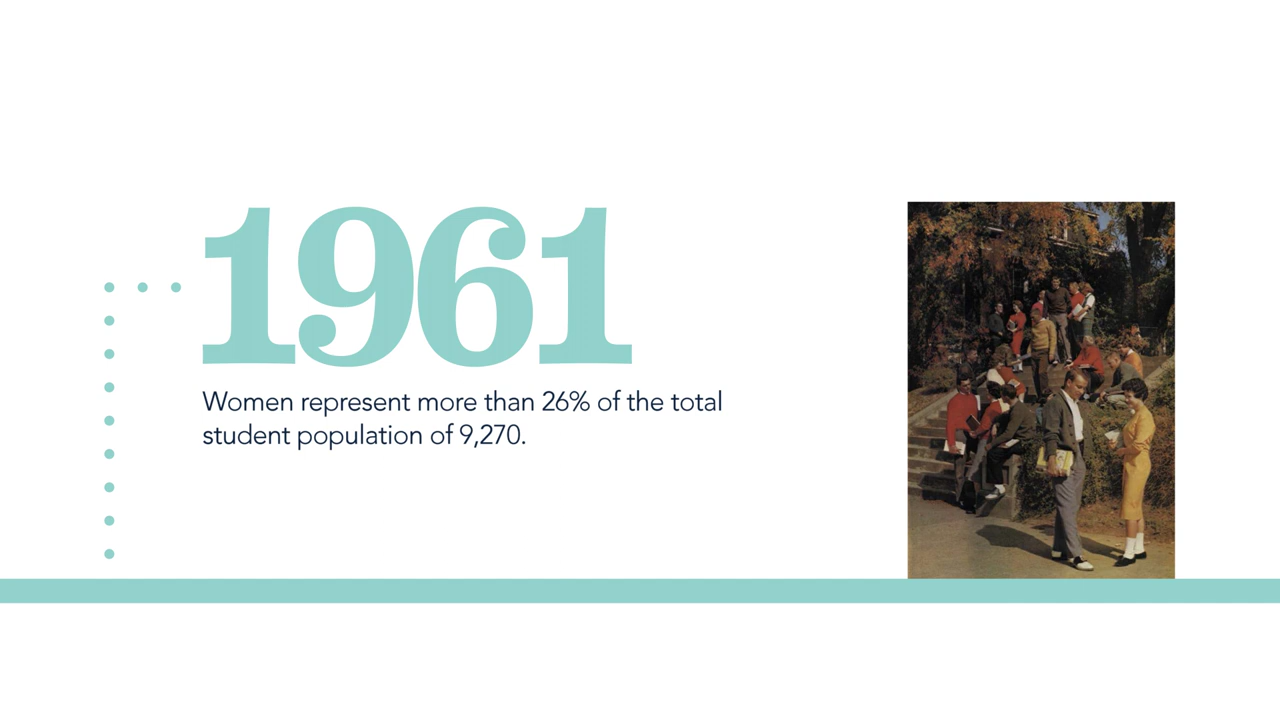 1961
Women represent more than 26% of the total
student population of 9,270.